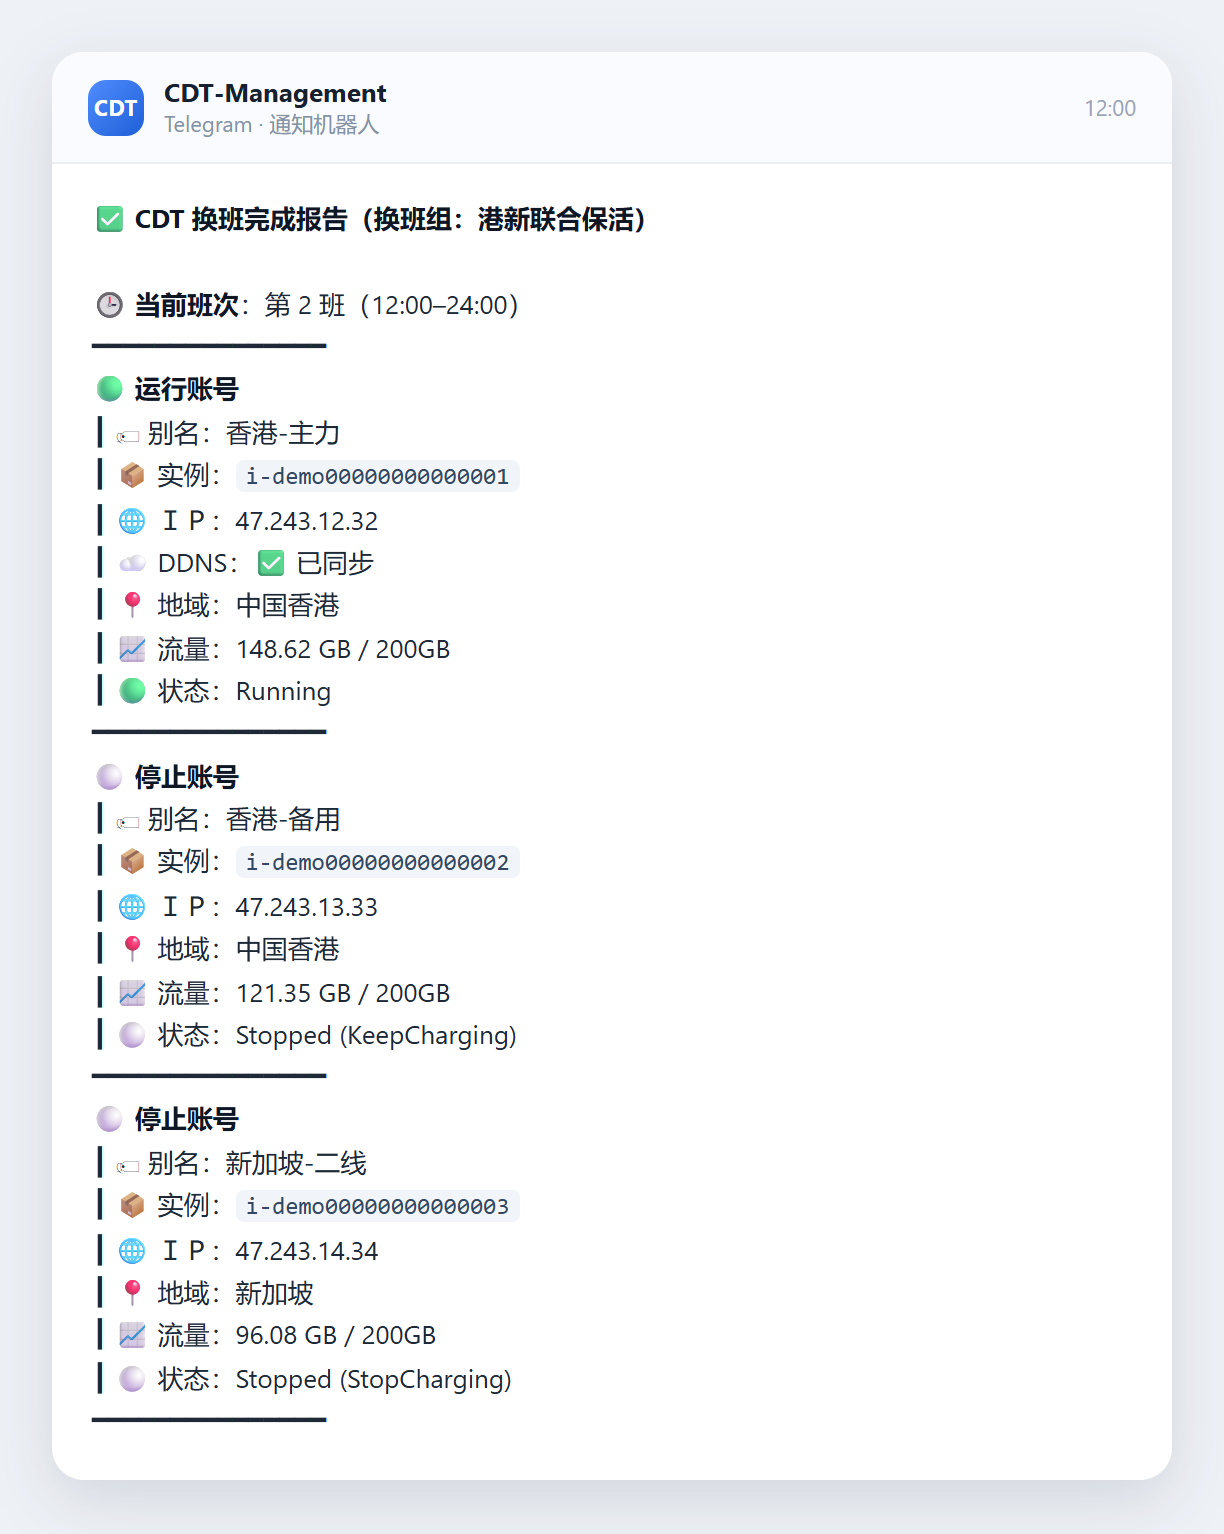 CDT
CDT-Management
Telegram · 通知机器人
12:00
✅ CDT 换班完成报告（换班组：港新联合保活）
🕒 当前班次：第 2 班（12:00–24:00）
━━━━━━━━━━━━━━━
🟢 运行账号
┃ 🏷 别名：香港-主力
┃ 📦 实例：i-demo00000000000001
┃ 🌐 ＩＰ：47.243.12.32
┃ ☁️ DDNS：✅ 已同步
┃ 📍 地域：中国香港
┃ 📈 流量：148.62 GB / 200GB
┃ 🟢 状态：Running
━━━━━━━━━━━━━━━
⚪ 停止账号
┃ 🏷 别名：香港-备用
┃ 📦 实例：i-demo00000000000002
┃ 🌐 ＩＰ：47.243.13.33
┃ 📍 地域：中国香港
┃ 📈 流量：121.35 GB / 200GB
┃ ⚪ 状态：Stopped (KeepCharging)
━━━━━━━━━━━━━━━
⚪ 停止账号
┃ 🏷 别名：新加坡-二线
┃ 📦 实例：i-demo00000000000003
┃ 🌐 ＩＰ：47.243.14.34
┃ 📍 地域：新加坡
┃ 📈 流量：96.08 GB / 200GB
┃ ⚪ 状态：Stopped (StopCharging)
━━━━━━━━━━━━━━━